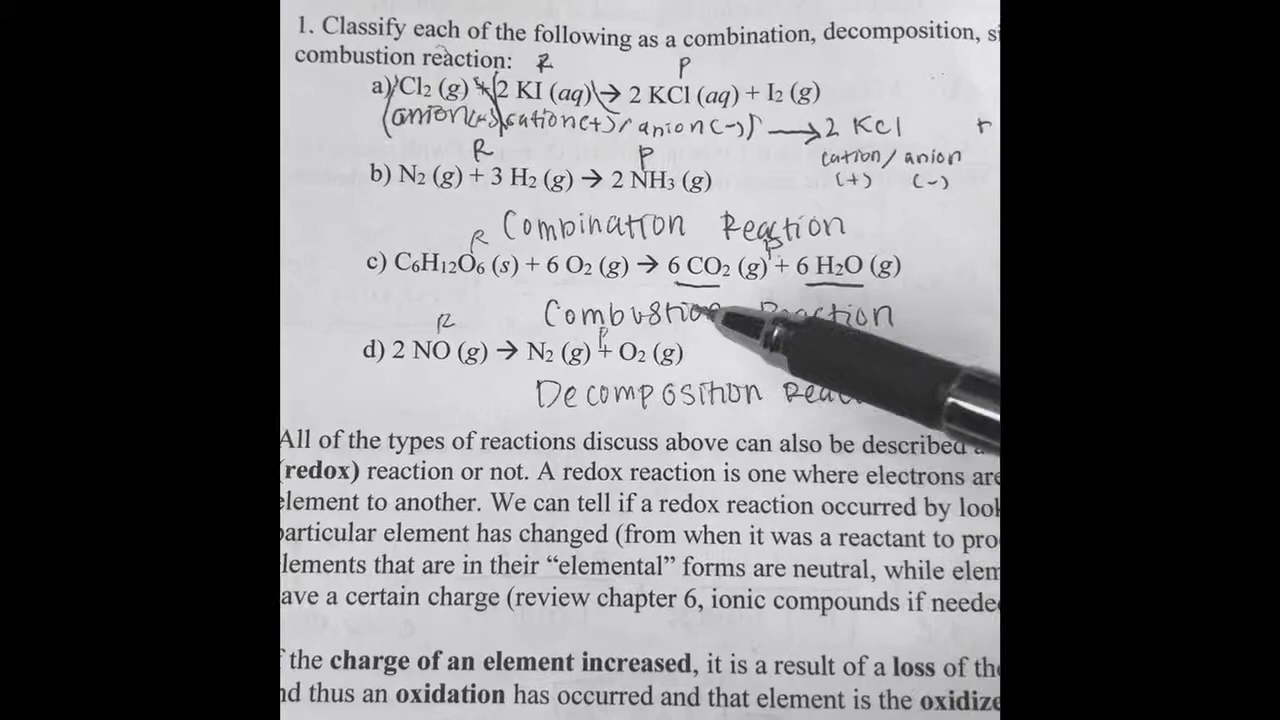 1. Classify each of the following as a combination, decomposition, si
combustion reaction:
R P
a) Cl2 (g) + 2 KI (aq) → 2 KCl (aq) + I2 (g)
(anion(-) cation(+) / anion(-) → 2 KCl
cation/ anion
(+) (-)
R P
b) N2 (g) + 3 H2 (g) → 2 NH3 (g)
Combination Reaction
R P
c) C6H12O6 (s) + 6 O2 (g) → 6 CO2 (g) + 6 H2O (g)
Combustion Reaction
R P
d) 2 NO (g) → N2 (g) + O2 (g)
Decomposition Reac
All of the types of reactions discuss above can also be described a
(redox) reaction or not. A redox reaction is one where electrons are
element to another. We can tell if a redox reaction occurred by look
particular element has changed (from when it was a reactant to pro
lements that are in their “elemental” forms are neutral, while elem
ave a certain charge (review chapter 6, ionic compounds if neede
f the charge of an element increased, it is a result of a loss of the
nd thus an oxidation has occurred and that element is the oxidize